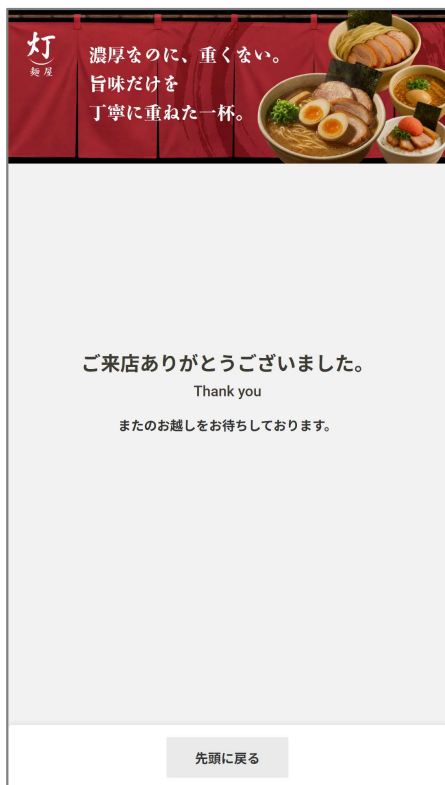 灯
麺屋
濃厚なのに、重くない。
旨味だけを
丁寧に重ねた一杯。
ご来店ありがとうございました。
Thank you
またのお越しをお待ちしております。
先頭に戻る